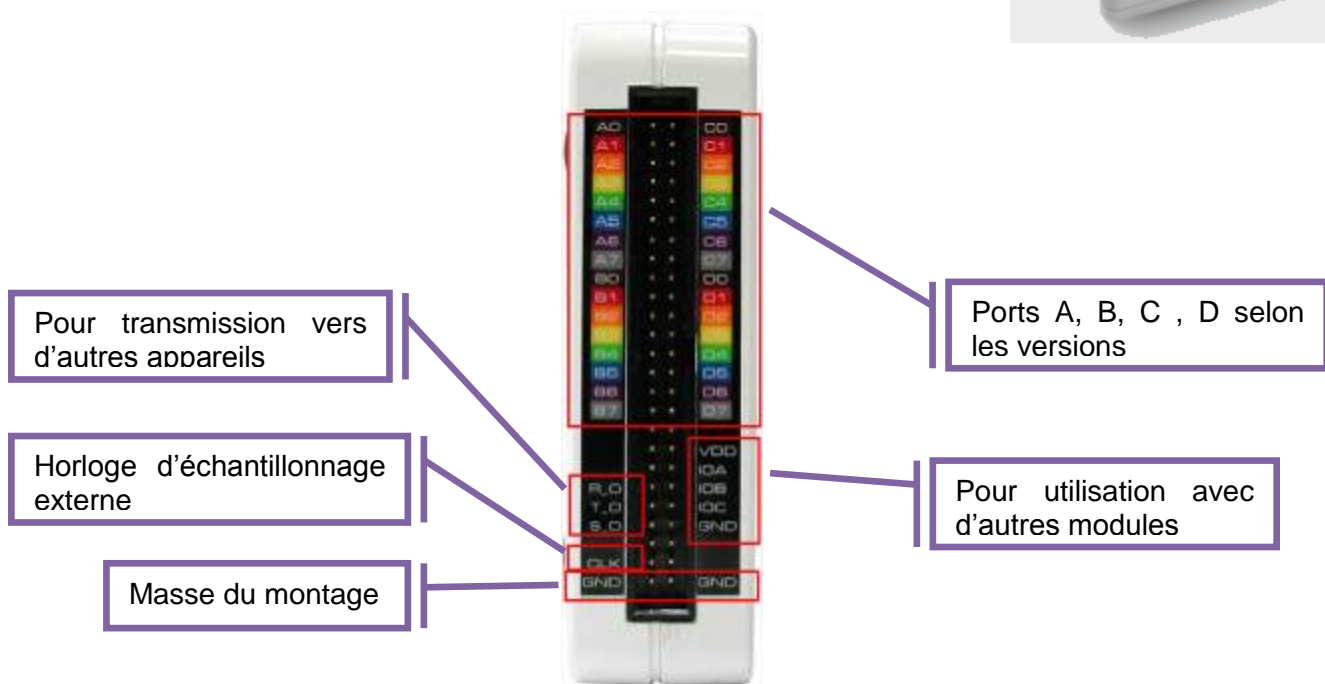 A0 C0
A1 C1
A2 C2
A3 C3
A4 C4
A5 C5
A6 C6
A7 C7
B0 D0
B1 D1
B2 D2
B4 D4
B5 D5
B6 D6
B7 D7
VDD
IOA
R_O IOB
T_O IOC
S_O GND
CLK
GND GND
Pour transmission vers
d'autres appareils
Horloge d'échantillonnage
externe
Masse du montage
Ports A, B, C , D selon
les versions
Pour utilisation avec
d'autres modules